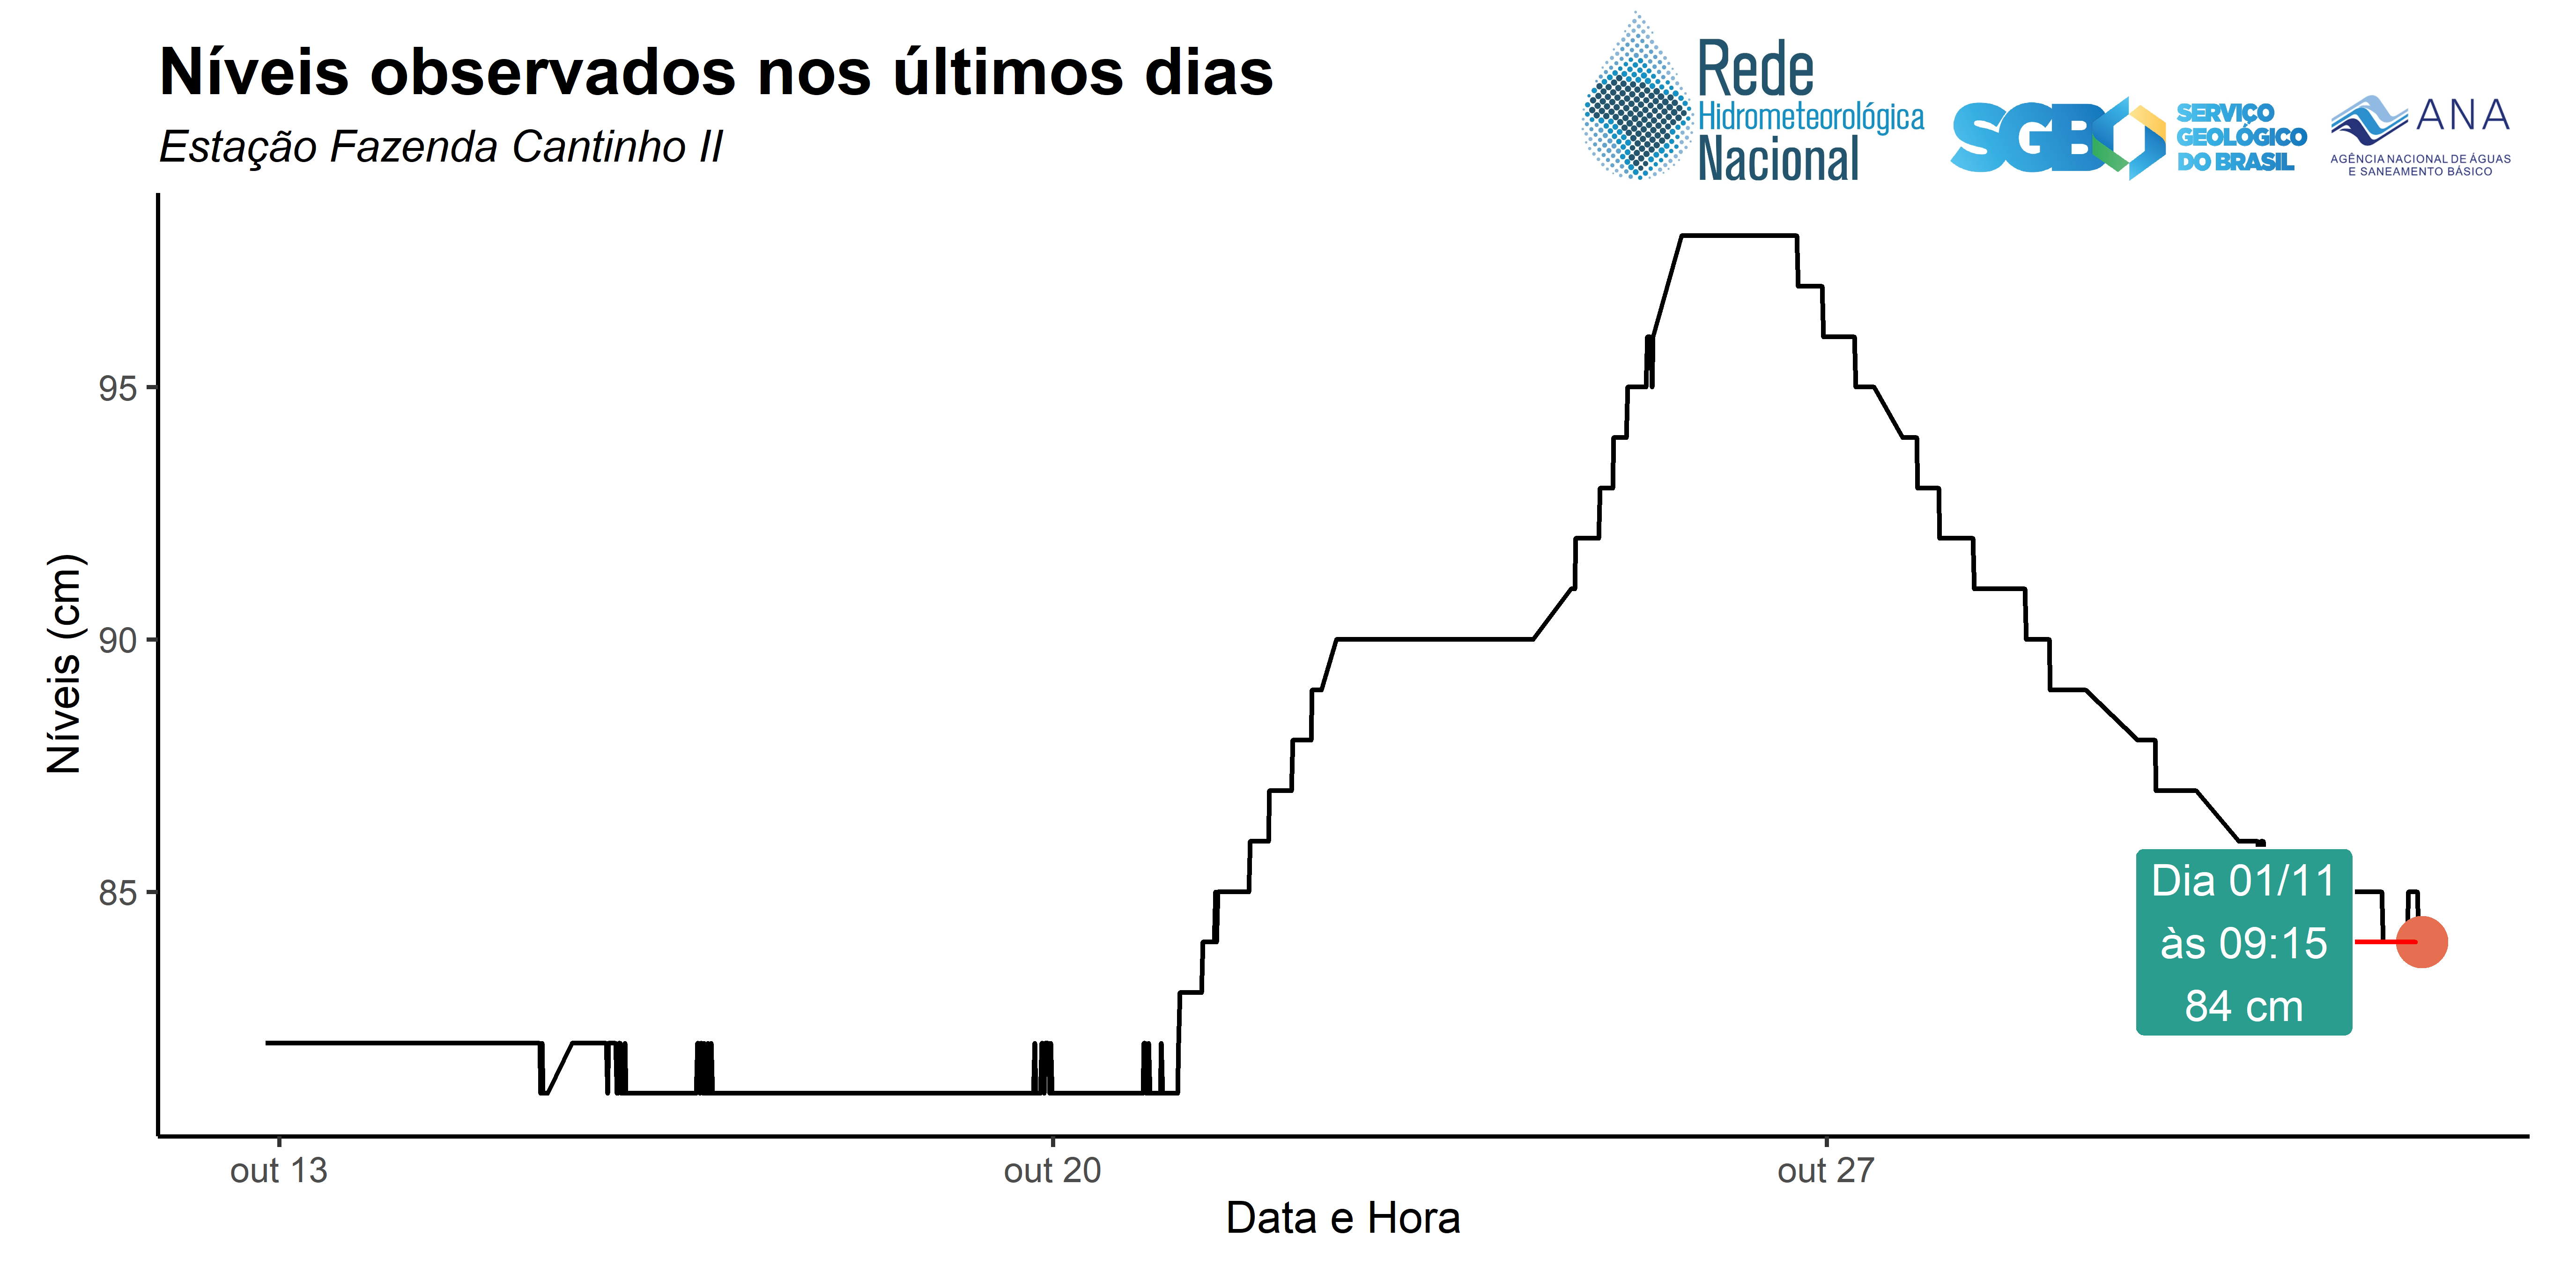 Níveis observados nos últimos dias
Estação Fazenda Cantinho II
Rede
Hidrometeorológica
Nacional
SGB
SERVIÇO
GEOLÓGICO
DO BRASIL
ANA
AGÊNCIA NACIONAL DE ÁGUAS
E SANEAMENTO BÁSICO
Níveis (cm)
95
90
85
Dia 01/11
às 09:15
84 cm
out 13
out 20
out 27
Data e Hora